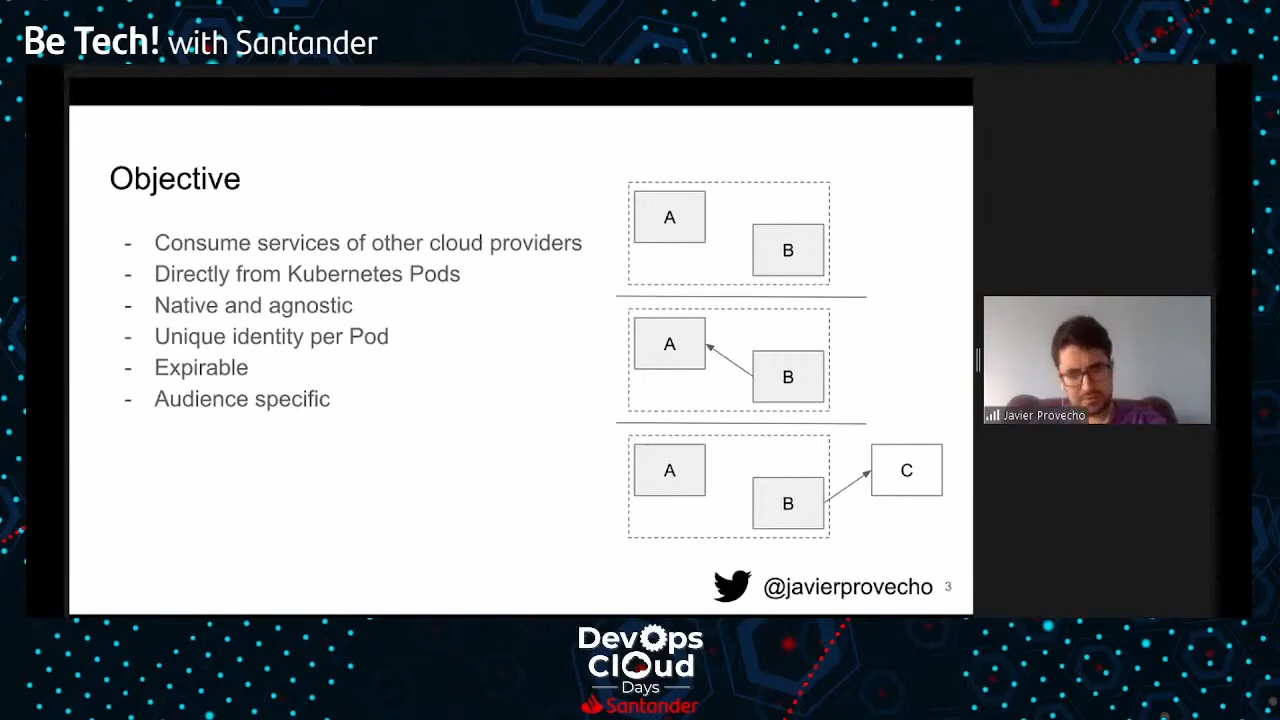 Be Tech! with Santander
Objective
- Consume services of other cloud providers
- Directly from Kubernetes Pods
- Native and agnostic
- Unique identity per Pod
- Expirable
- Audience specific
A
B
A
B
A
B
C
@javierprovecho 3
Javier Provecho
DevOps
Cloud
Days
Santander